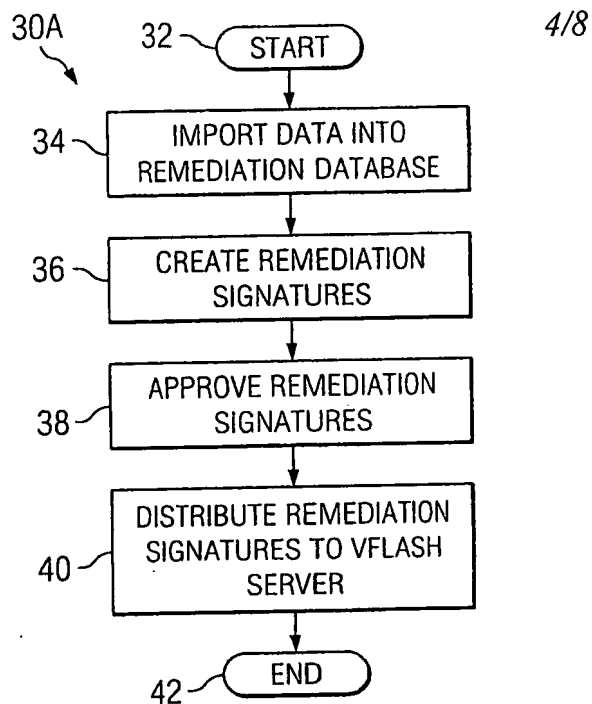 30A
4/8
32
START
34
IMPORT DATA INTO
REMEDIATION DATABASE
36
CREATE REMEDIATION
SIGNATURES
38
APPROVE REMEDIATION
SIGNATURES
40
DISTRIBUTE REMEDIATION
SIGNATURES TO VFLASH
SERVER
42
END